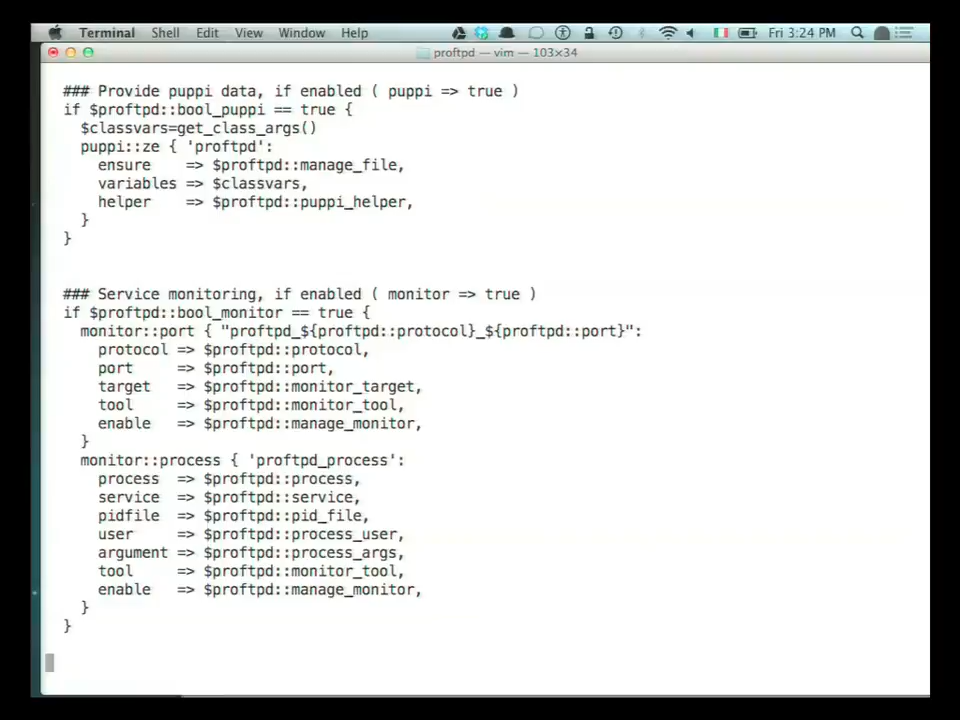 Terminal Shell Edit View Window Help Fri 3:24 PM
proftpd — vim — 103×34
### Provide puppi data, if enabled ( puppi => true )
if $proftpd::bool_puppi == true {
$classvars=get_class_args()
puppi::ze { 'proftpd':
ensure => $proftpd::manage_file,
variables => $classvars,
helper => $proftpd::puppi_helper,
}
}
### Service monitoring, if enabled ( monitor => true )
if $proftpd::bool_monitor == true {
monitor::port { "proftpd_${proftpd::protocol}_${proftpd::port}":
protocol => $proftpd::protocol,
port => $proftpd::port,
target => $proftpd::monitor_target,
tool => $proftpd::monitor_tool,
enable => $proftpd::manage_monitor,
}
monitor::process { 'proftpd_process':
process => $proftpd::process,
service => $proftpd::service,
pidfile => $proftpd::pid_file,
user => $proftpd::process_user,
argument => $proftpd::process_args,
tool => $proftpd::monitor_tool,
enable => $proftpd::manage_monitor,
}
}